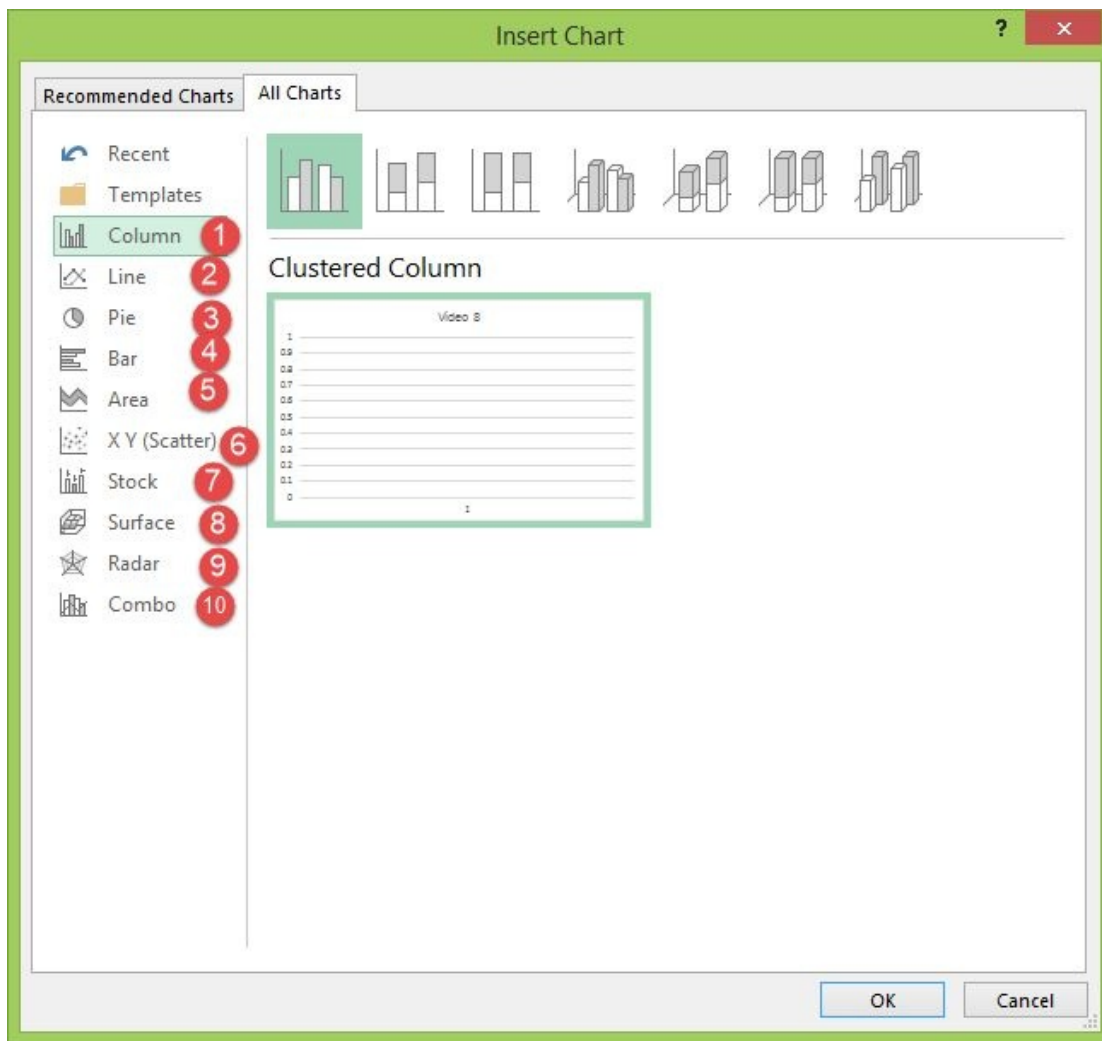 Insert Chart
?
Recommended Charts
All Charts
Recent
Templates
Column 1
Line 2
Pie 3
Bar 4
Area 5
X Y (Scatter) 6
Stock 7
Surface 8
Radar 9
Combo 10
Clustered Column
Video 8
1
0.9
0.8
0.7
0.6
0.5
0.4
0.3
0.2
0.1
0
1
OK
Cancel